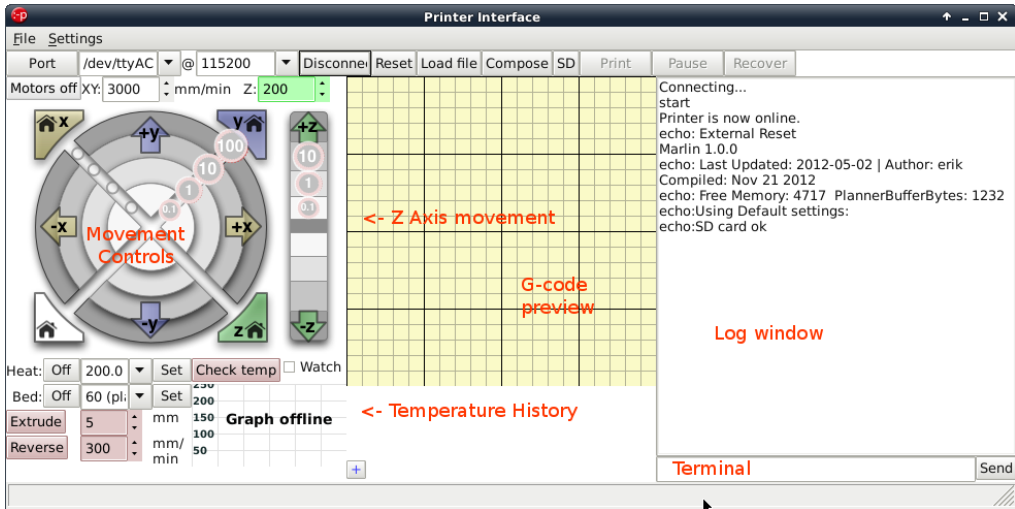 Printer Interface
File Settings
Port /dev/ttyAC @ 115200 Disconne Reset Load file Compose SD Print Pause Recover
Motors off XY: 3000 mm/min Z: 200
x +y y 100 10 1 0.1 -x +x -y z
+z 10 1 0.1 -z
Movement
Controls
<- Z Axis movement
G-code
preview
Connecting...
start
Printer is now online.
echo: External Reset
Marlin 1.0.0
echo: Last Updated: 2012-05-02 | Author: erik
Compiled: Nov 21 2012
echo: Free Memory: 4717 PlannerBufferBytes: 1232
echo:Using Default settings:
echo:SD card ok
Log window
Heat: Off 200.0 Set Check temp Watch
Bed: Off 60 (pla Set
Extrude 5 mm
Reverse 300 mm/
min
250
200
150 Graph offline
100
50
<- Temperature History
+
Terminal Send